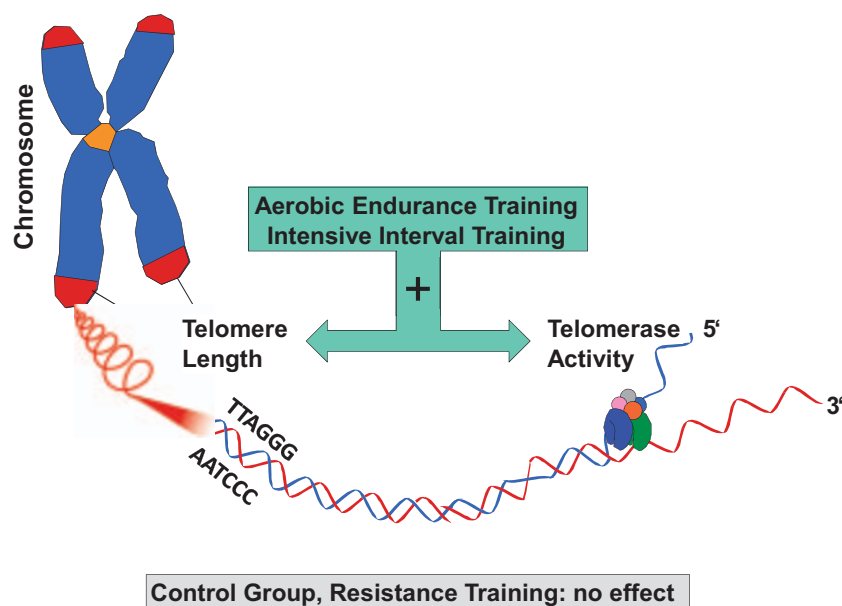 Chromosome
Aerobic Endurance Training
Intensive Interval Training
+
Telomere
Length
Telomerase
Activity
5‘
3‘
TTAGGG
AATCCC
Control Group, Resistance Training: no effect